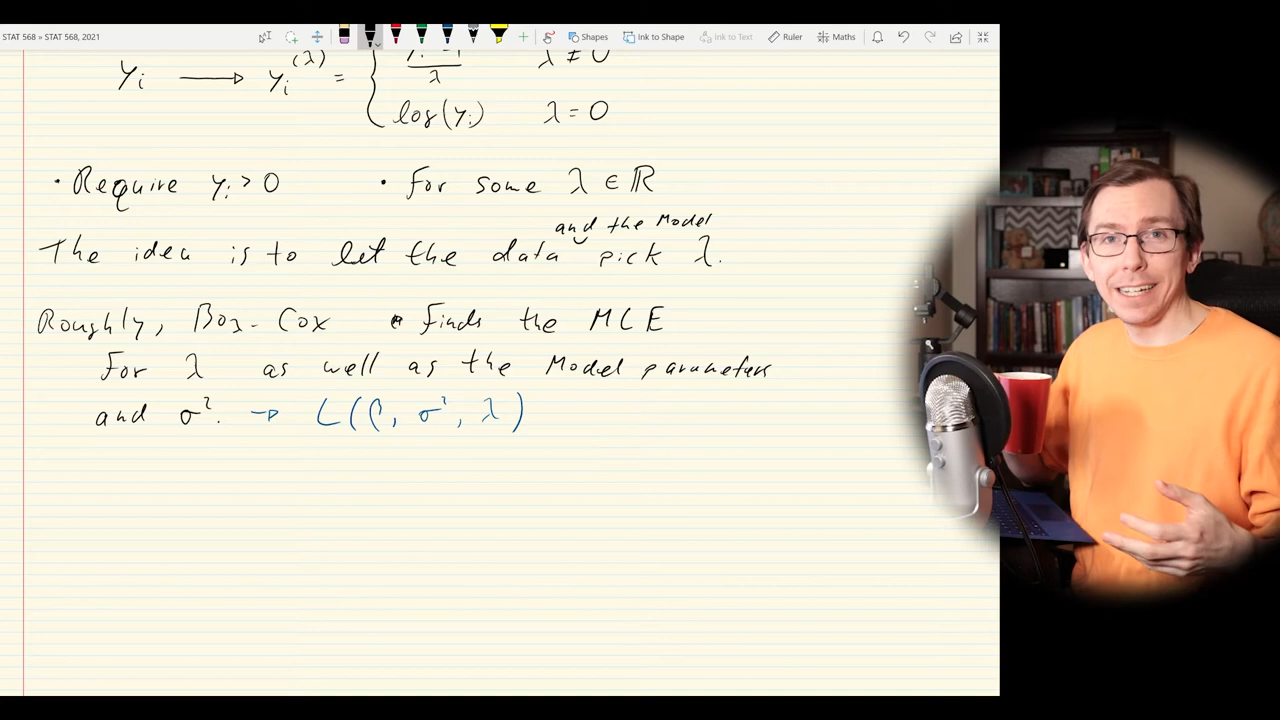 STAT 568 » STAT 568, 2021
Shapes Ink to Shape Ink to Text Ruler Maths
yᵢ → yᵢ^(λ) = { λ ≠ 0
λ
log(yᵢ) λ = 0
· Require yᵢ > 0 · For some λ ∈ ℝ
and the Model
The idea is to let the data pick λ.
Roughly, Box-Cox finds the MLE
For λ as well as the Model parameters
and σ². → L(β, σ², λ)